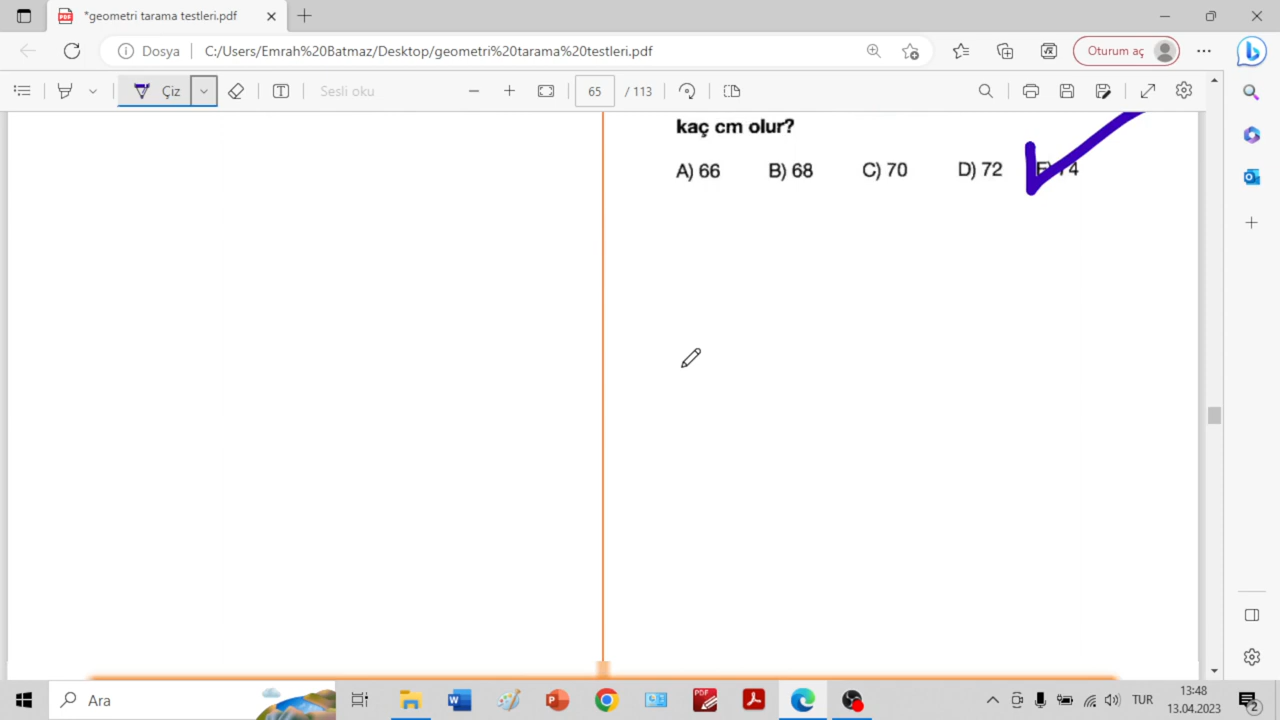 *geometri tarama testleri.pdf
Dosya
C:/Users/Emrah%20Batmaz/Desktop/geometri%20tarama%20testleri.pdf
Oturum aç
Çiz
Sesli oku
65 / 113
kaç cm olur?
A) 66 B) 68 C) 70 D) 72 E) 74
Ara
TUR
13:48
13.04.2023
2